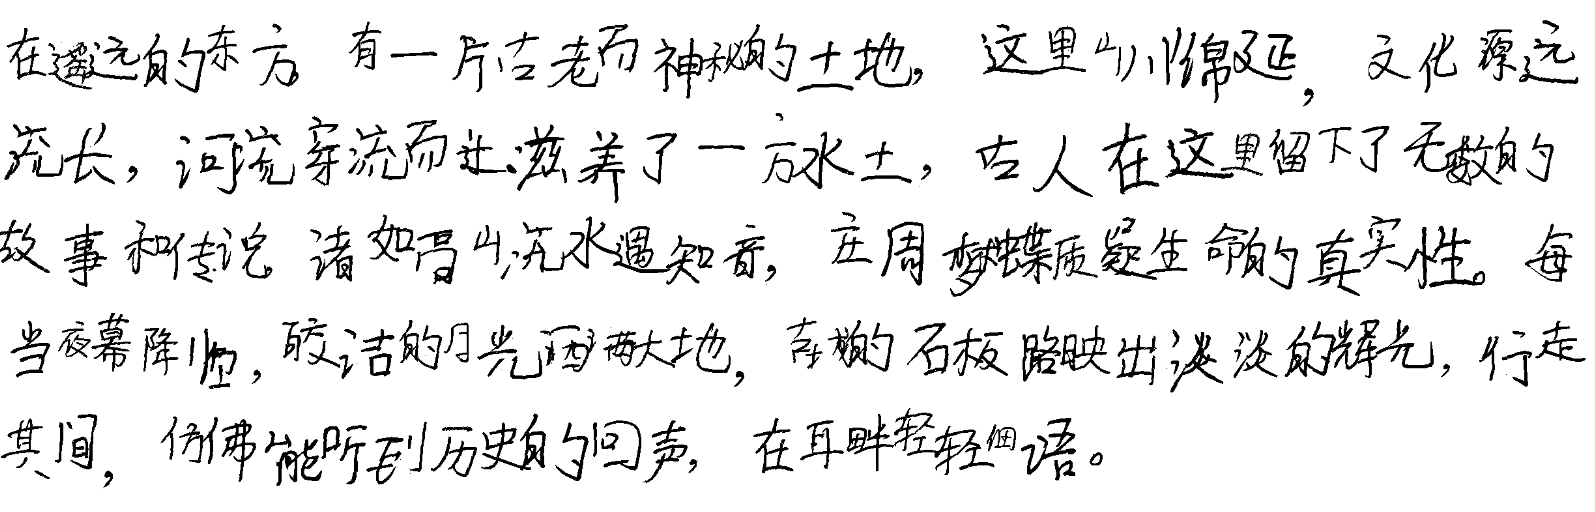 在遥远的东方，有一片古老而神秘的土地。这里山川绵延，文化源远
流长，河流穿流而过，滋养了一方水土，古人在这里留下了无数的
故事和传说，诸如高山流水遇知音，庄周梦蝶质疑生命的真实性。每
当夜幕降临，皎洁的月光洒满大地，古城的石板路映出淡淡的辉光，行走
其间，仿佛能听到历史的回声，在耳畔轻轻细语。